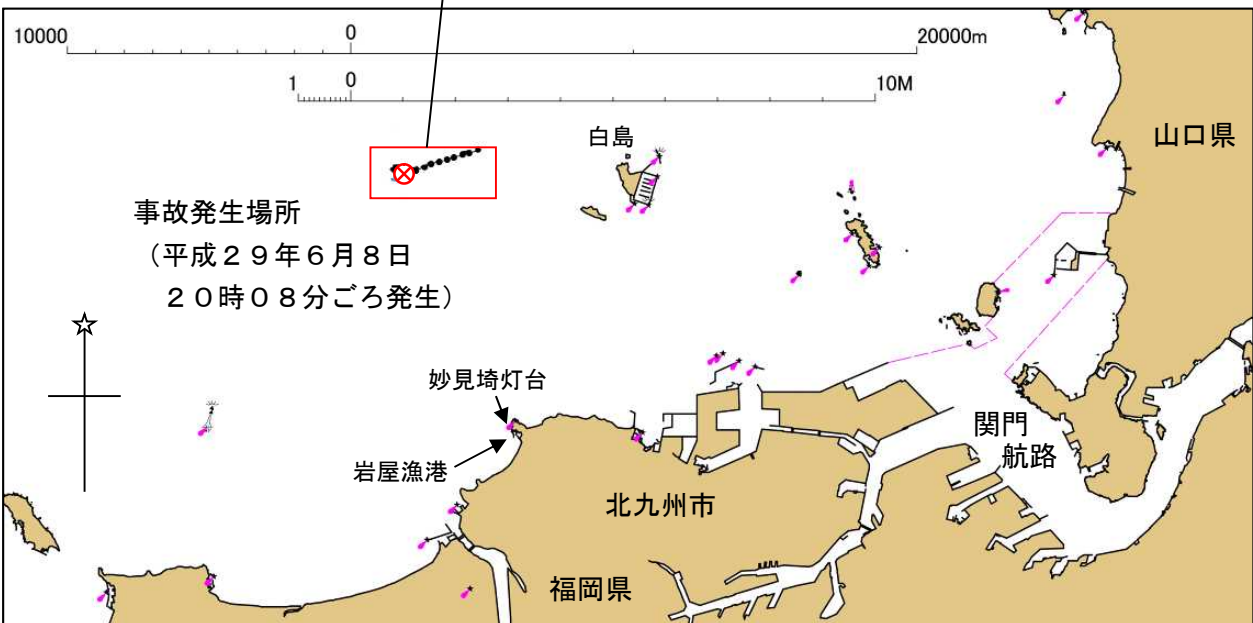 10000 0 20000m
1 0 10M
白島
山口県
事故発生場所
（平成２９年６月８日
２０時０８分ごろ発生）
妙見埼灯台
関門
航路
岩屋漁港
北九州市
福岡県